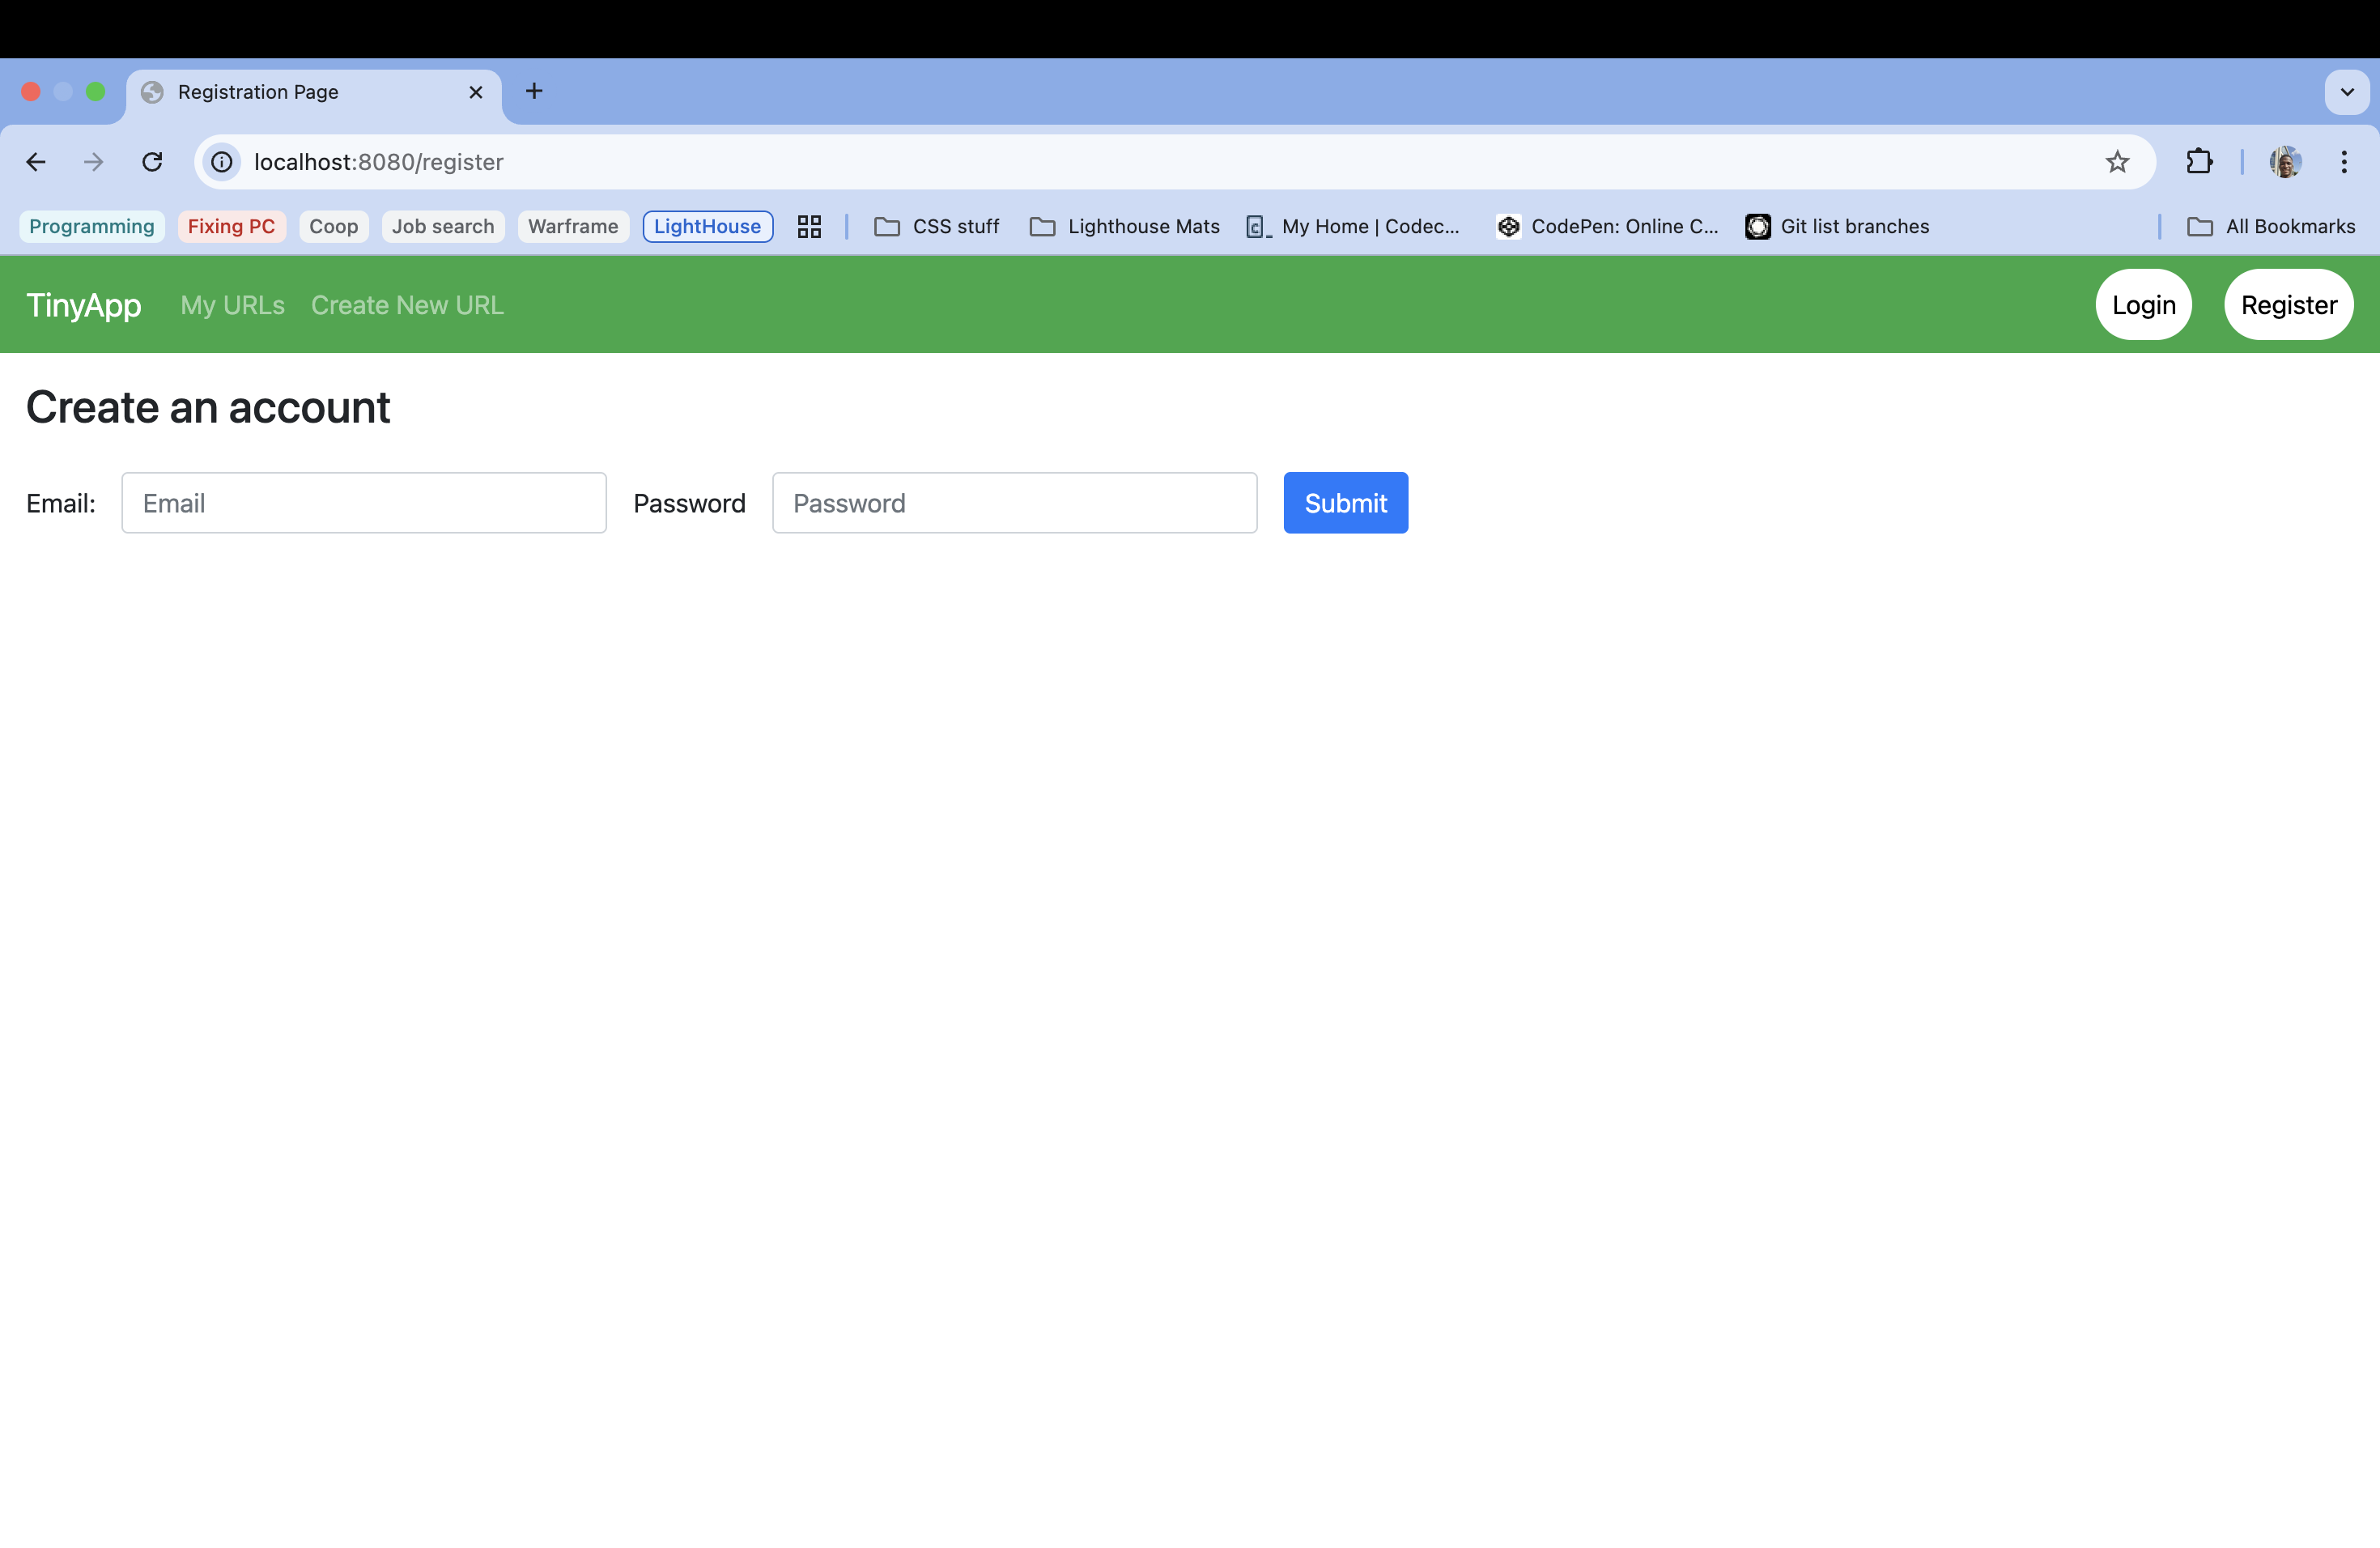 Registration Page
localhost:8080/register
Programming Fixing PC Coop Job search Warframe LightHouse CSS stuff Lighthouse Mats My Home | Codec... CodePen: Online C... Git list branches All Bookmarks
TinyApp My URLs Create New URL Login Register
Create an account
Email: Email Password Password Submit